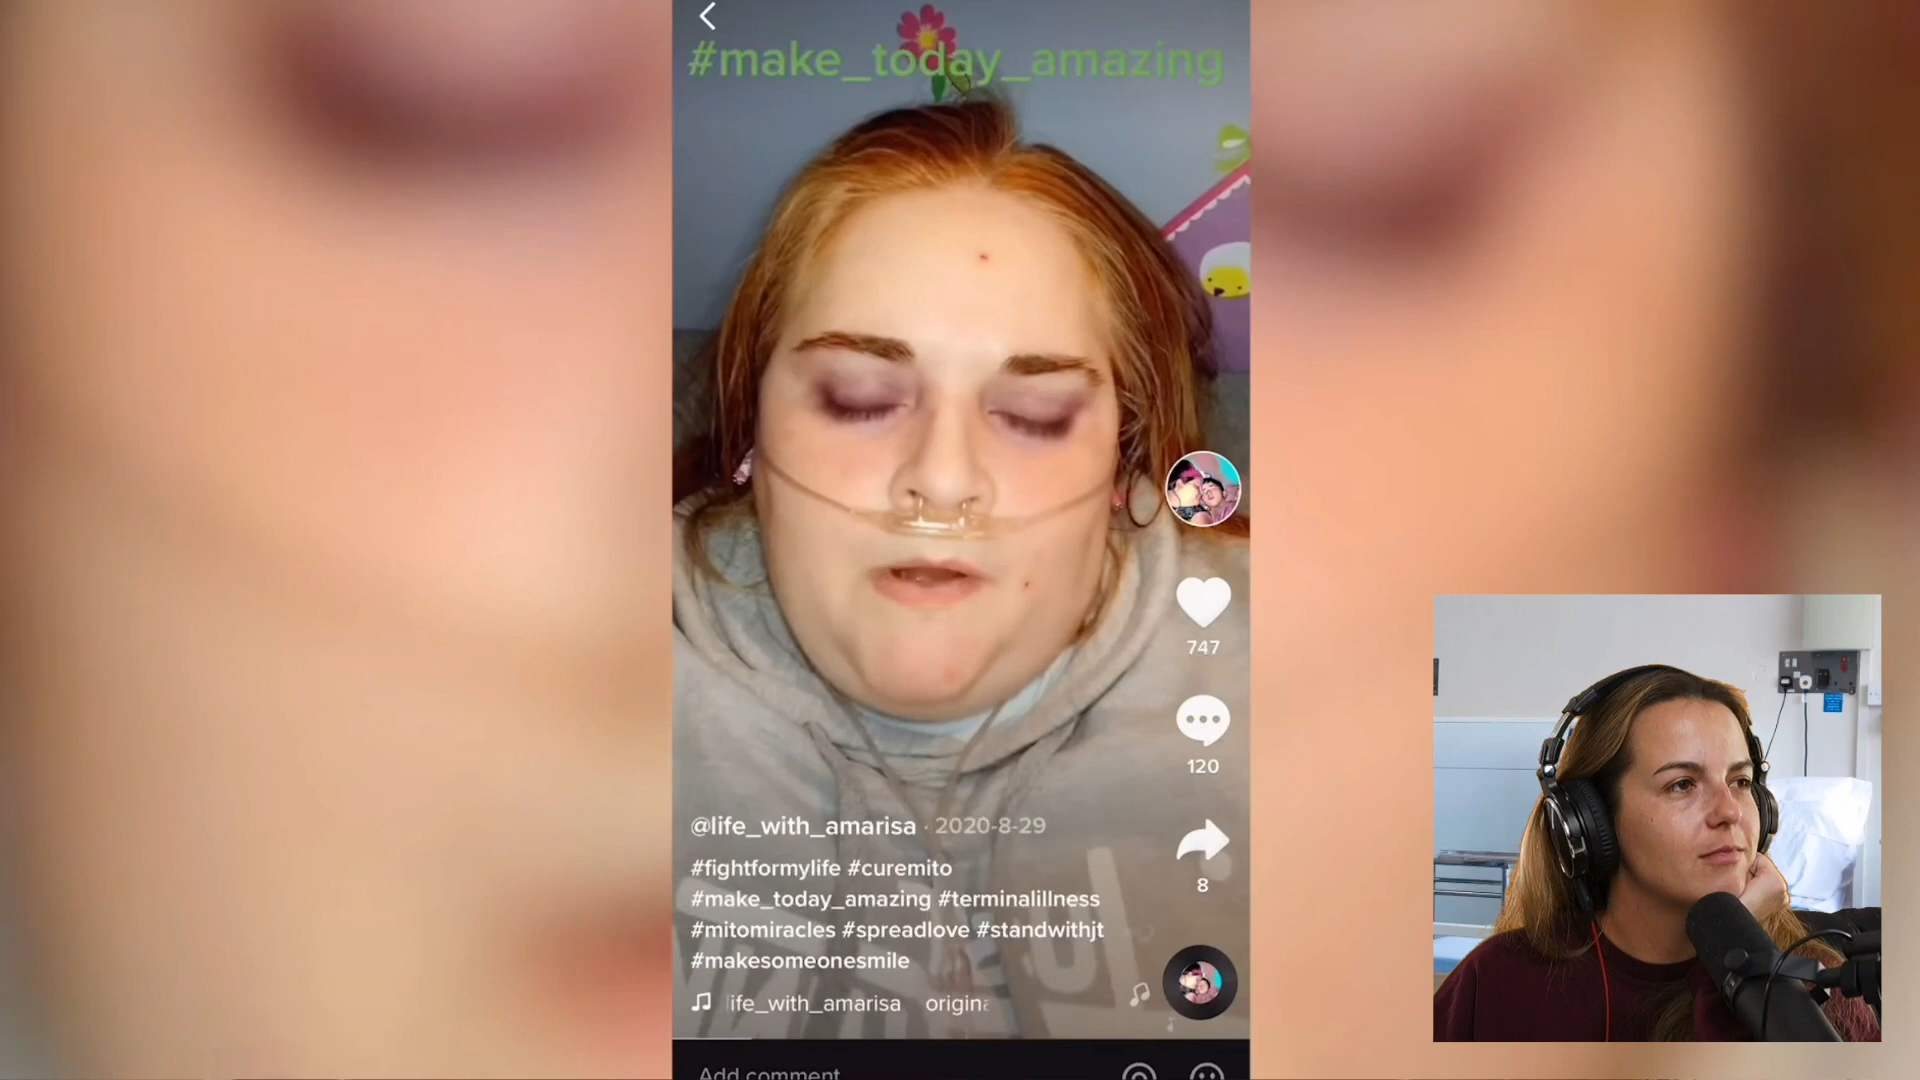 #make_today_amazing
747
120
@life_with_amarisa · 2020-8-29
8
#fightformylife #curemito
#make_today_amazing #terminalillness
#mitomiracles #spreadlove #standwithjt
#makesomeonesmile
life_with_amarisa origina
Add comment